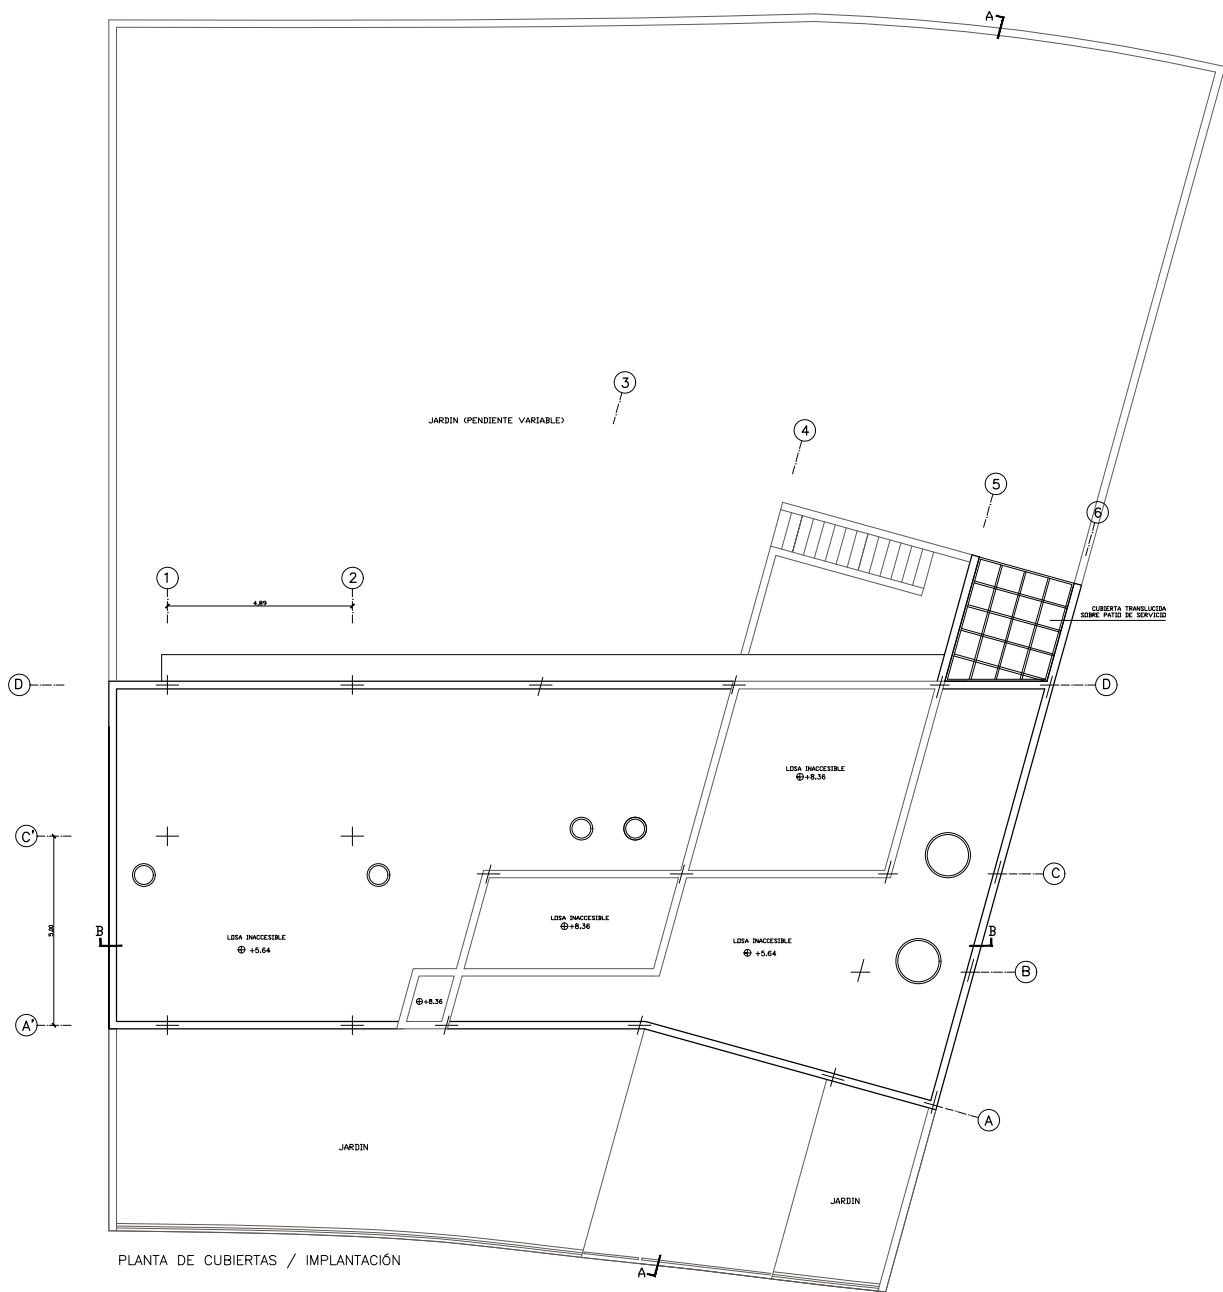 A
3
JARDIN (PENDIENTE VARIABLE)
4
5
6
1
2
4.89
CUBIERTA TRANSLUCIDA
SOBRE PATIO DE SERVICIO
D
D
LOSA INACCESIBLE
+8.36
C'
C
LOSA INACCESIBLE
+8.36
5.00
B
LOSA INACCESIBLE
+5.64
LOSA INACCESIBLE
+5.64
B
B
+8.36
A'
A
JARDIN
JARDIN
PLANTA DE CUBIERTAS / IMPLANTACIÓN
A